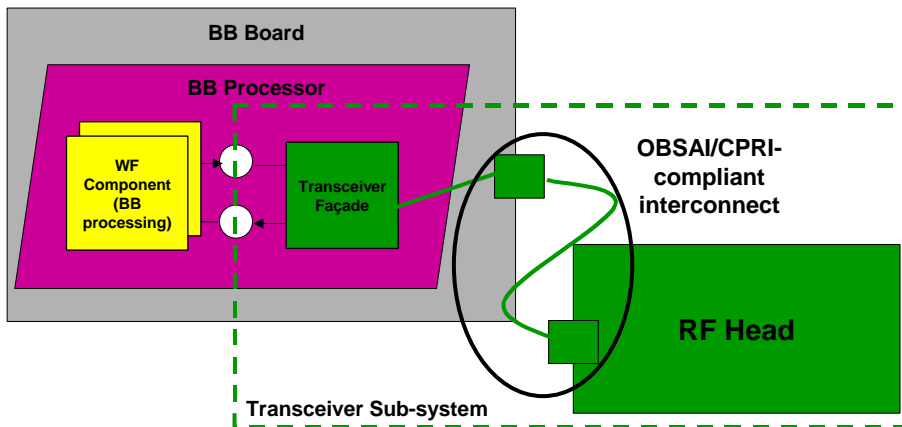 BB Board
BB Processor
WF
Component
(BB
processing)
Transceiver
Façade
OBSAI/CPRI-
compliant
interconnect
RF Head
Transceiver Sub-system